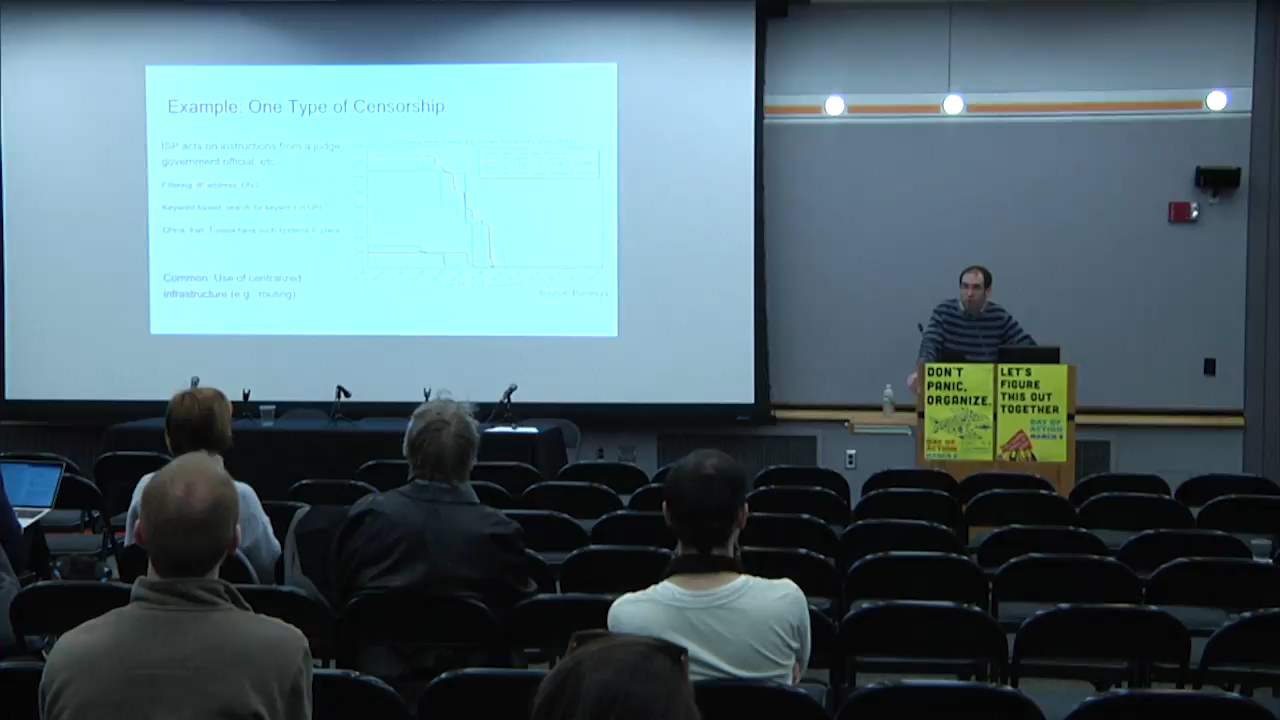 Example: One Type of Censorship
ISP acts on instructions from a judge,
government official, etc.
Filtering: IP address, DNS
Keyword-based: search for keyword in URL
China, Iran, Tunisia have such systems in place
Common: Use of centralized
infrastructure (e.g., routing)
Source: Renesys
DON'T
PANIC,
ORGANIZE.
DAY OF
ACTION
MARCH 4
LET'S
FIGURE
THIS OUT
TOGETHER
DAY OF
ACTION
MARCH 4